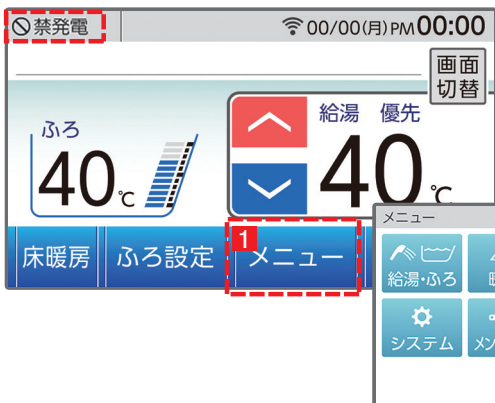 禁発電
00/00(月) PM 00:00
画面
切替
ふろ
40℃
給湯 優先
40℃
床暖房
ふろ設定
1
メニュー
メニュー
給湯・ふろ
システム